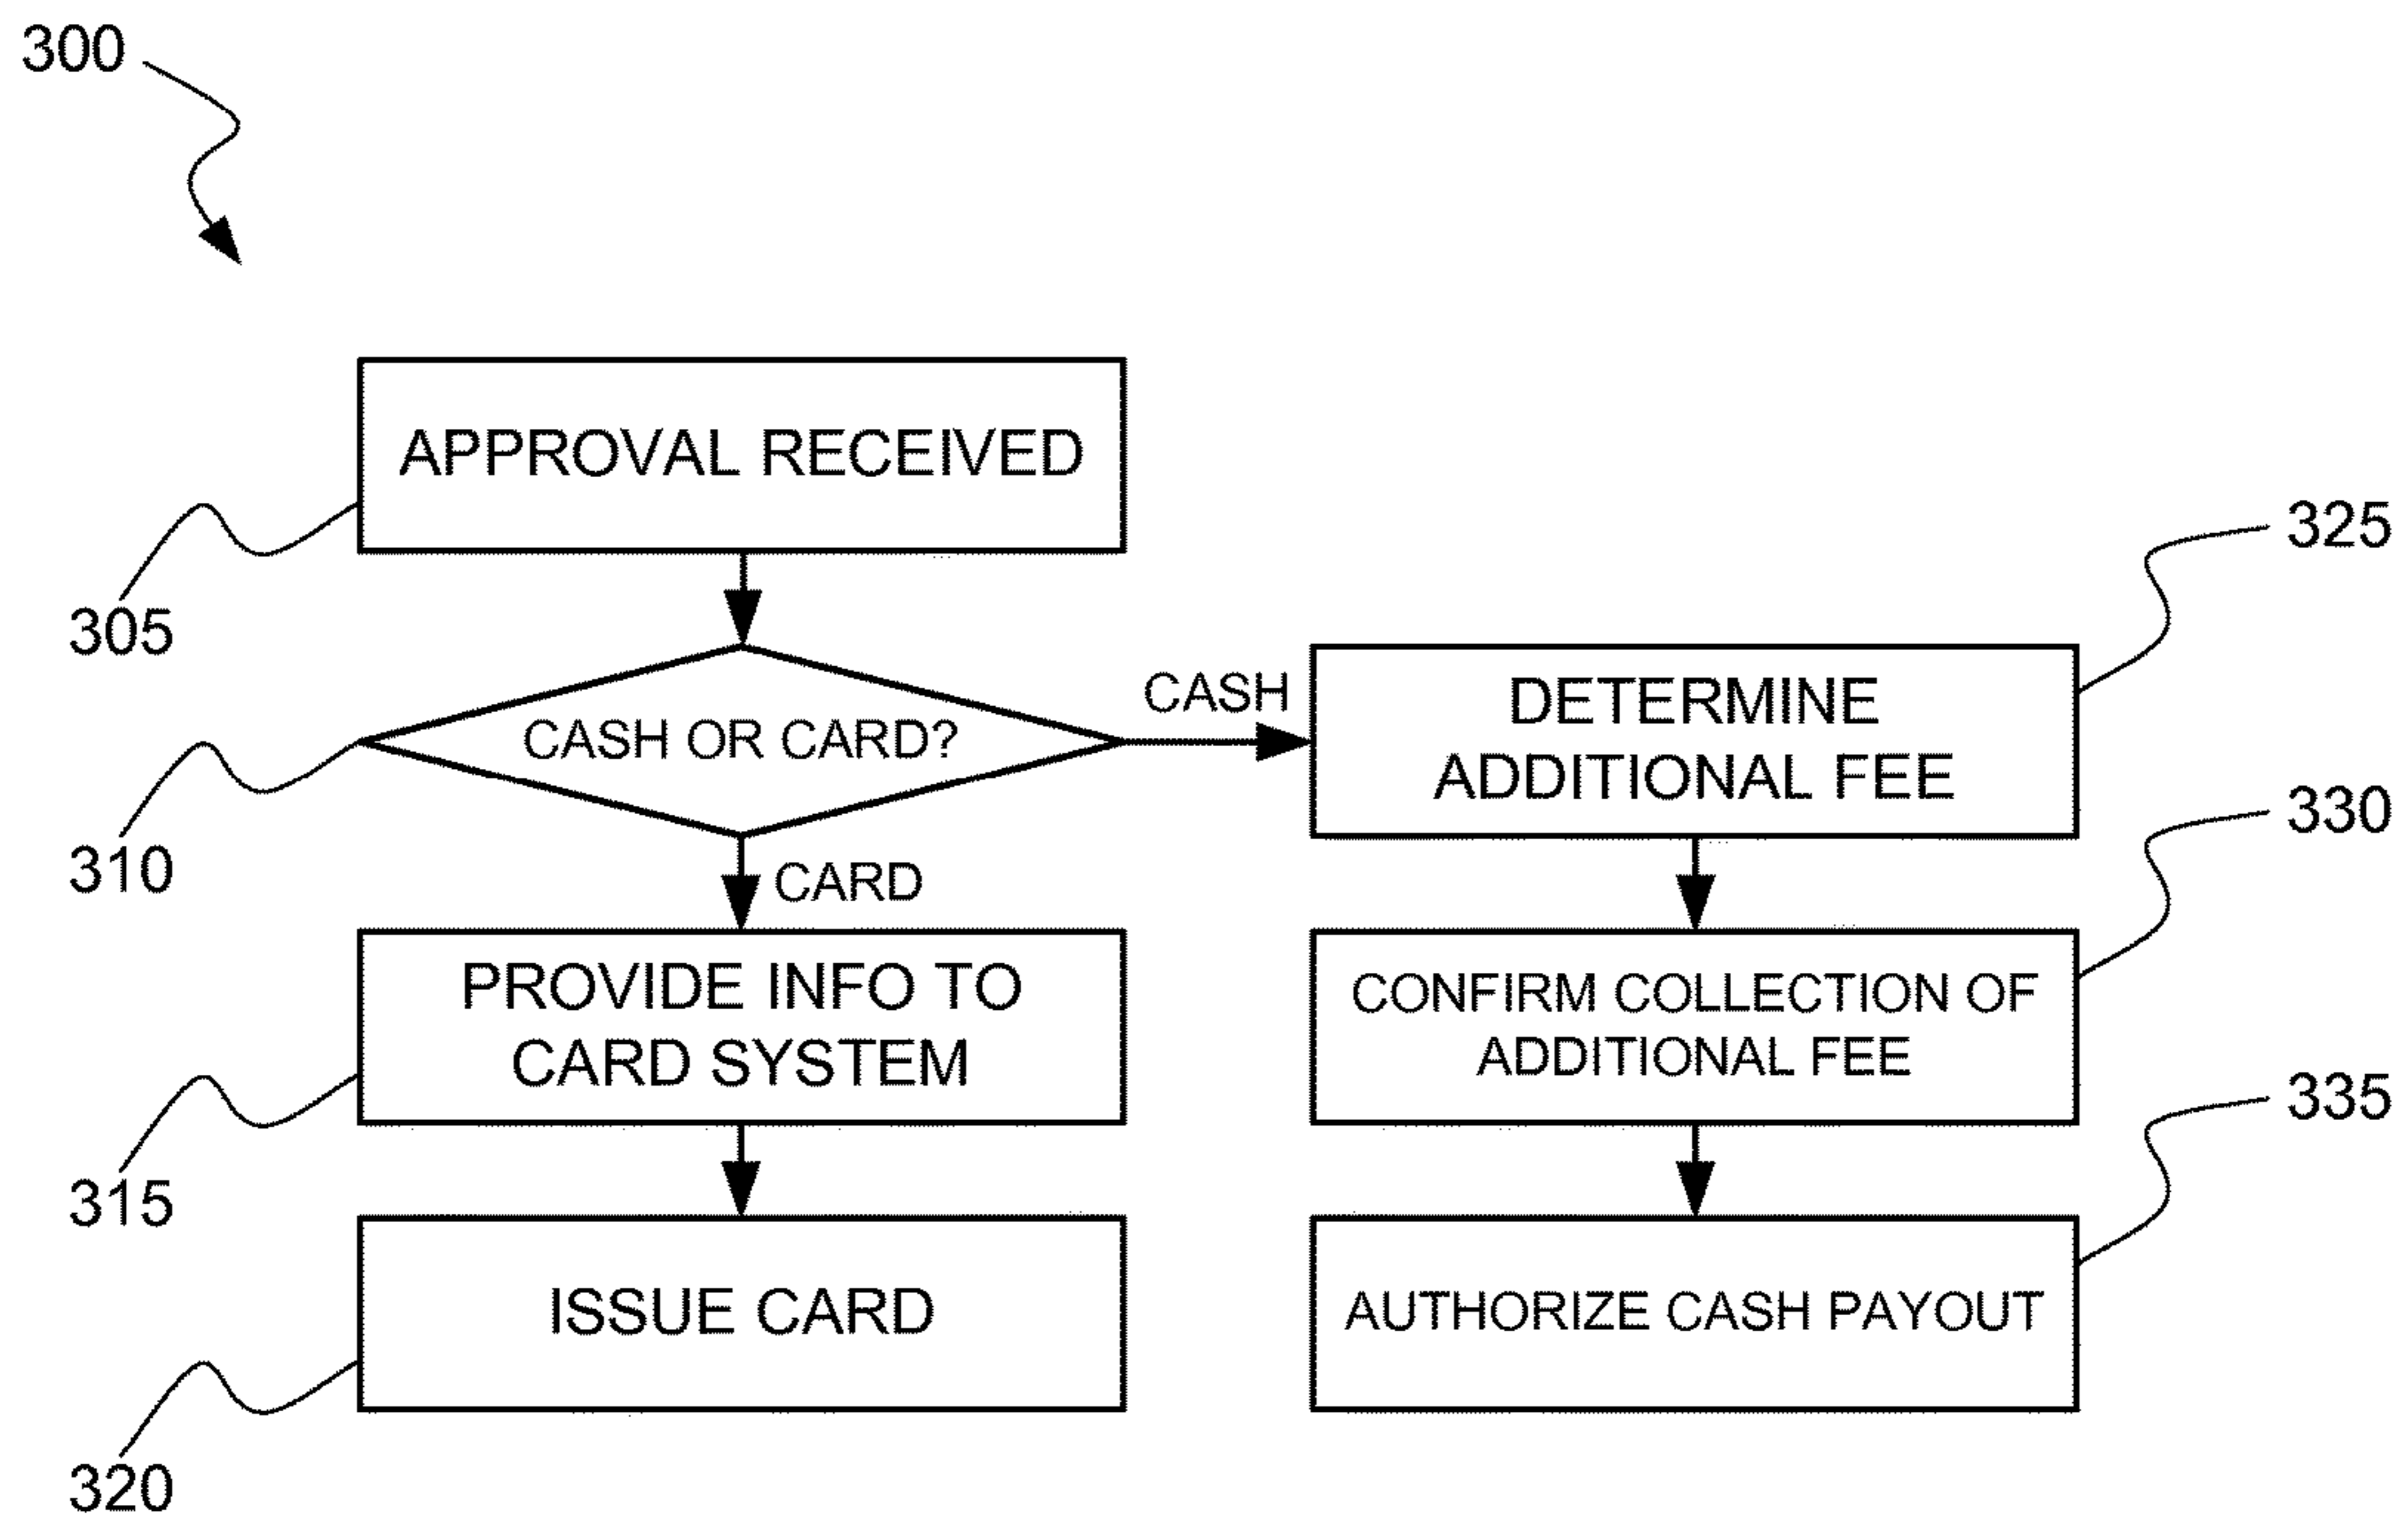 300
APPROVAL RECEIVED
305
CASH OR CARD?
310
CASH
CARD
PROVIDE INFO TO
CARD SYSTEM
315
ISSUE CARD
320
DETERMINE
ADDITIONAL FEE
325
CONFIRM COLLECTION OF
ADDITIONAL FEE
330
AUTHORIZE CASH PAYOUT
335